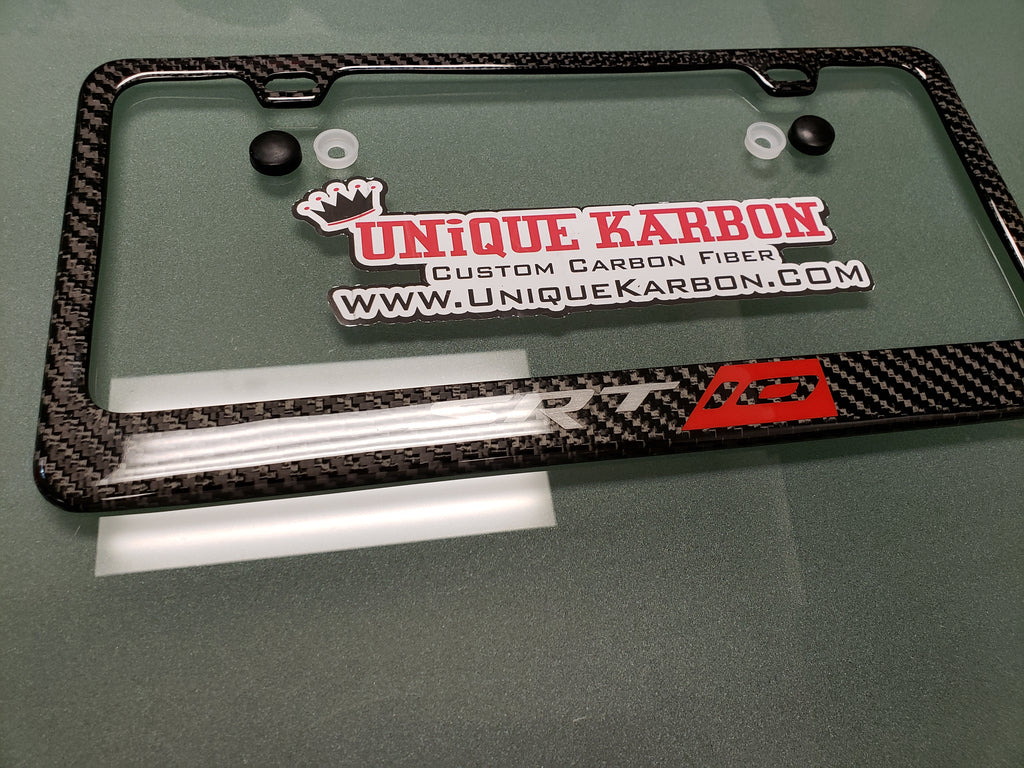 UNiQUE KARBON
CUSTOM CARBON FIBER
WWW.UNIQUEKARBON.COM
SRT